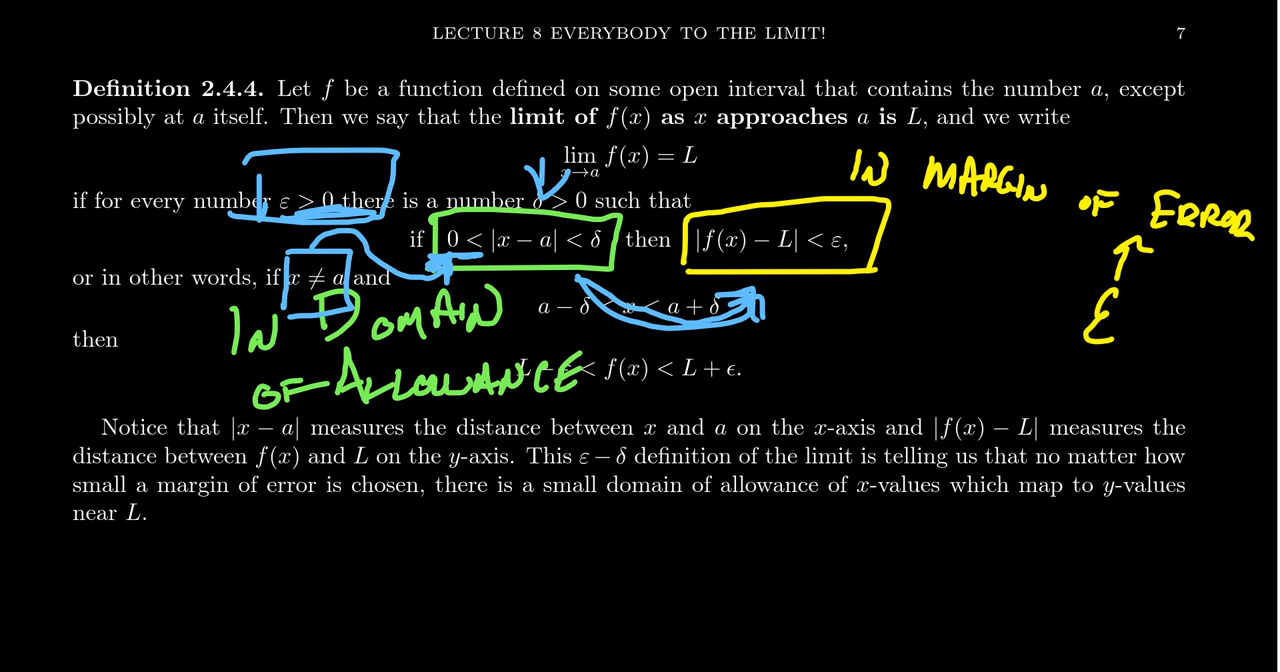 LECTURE 8 EVERYBODY TO THE LIMIT! 7
Definition 2.4.4. Let f be a function defined on some open interval that contains the number a, except
possibly at a itself. Then we say that the limit of f(x) as x approaches a is L, and we write
lim f(x) = L
x→a
IN MARGIN OF ERROR
if for every number ε > 0 there is a number δ > 0 such that
if 0 < |x − a| < δ then |f(x) − L| < ε,
or in other words, if x ≠ a and
a − δ < x < a + δ
ε
IN DOMAIN
then
OF ALLOWANCE
L − ϵ < f(x) < L + ϵ.
Notice that |x − a| measures the distance between x and a on the x-axis and |f(x) − L| measures the
distance between f(x) and L on the y-axis. This ε − δ definition of the limit is telling us that no matter how
small a margin of error is chosen, there is a small domain of allowance of x-values which map to y-values
near L.